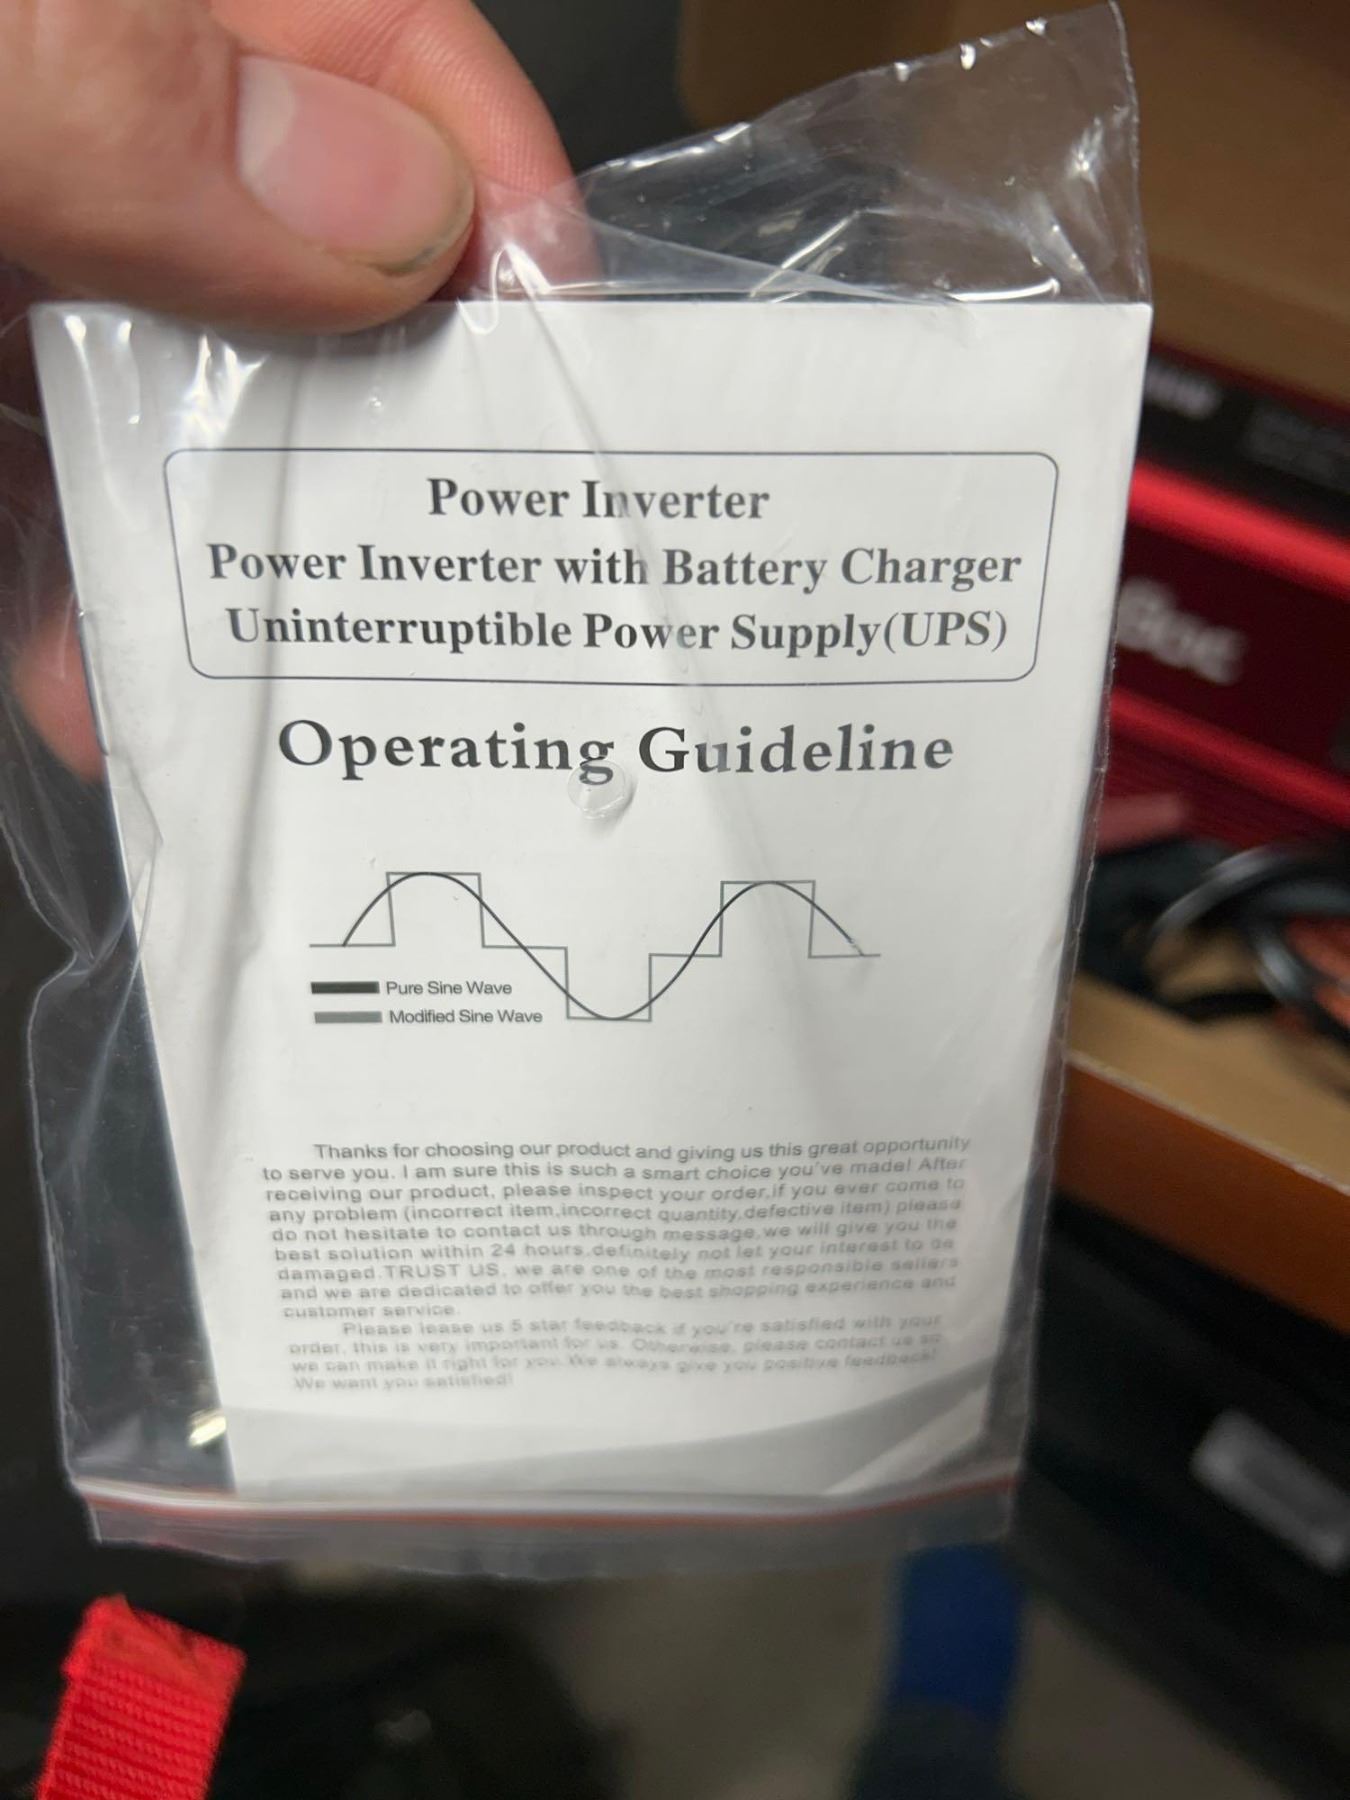 Power Inverter
Power Inverter with Battery Charger
Uninterruptible Power Supply(UPS)
Operating Guideline
Pure Sine Wave
Modified Sine Wave
Thanks for choosing our product and giving us this great opportunity
to serve you. I am sure this is such a smart choice you've made! After
receiving our product, please inspect your order,if you ever come to
any problem (incorrect item,incorrect quantity,defective item) please
do not hesitate to contact us through message,we will give you the
best solution within 24 hours,definitely not let your interest to be
damaged.TRUST US, we are one of the most responsible sellers
and we are dedicated to offer you the best shopping experience and
customer service.
Please lease us 5 star feedback if you're satisfied with your
order, this is very important for us. Otherwise, please contact us so
we can make it right for you.We always give you positive feedback!
We want you satisfied!